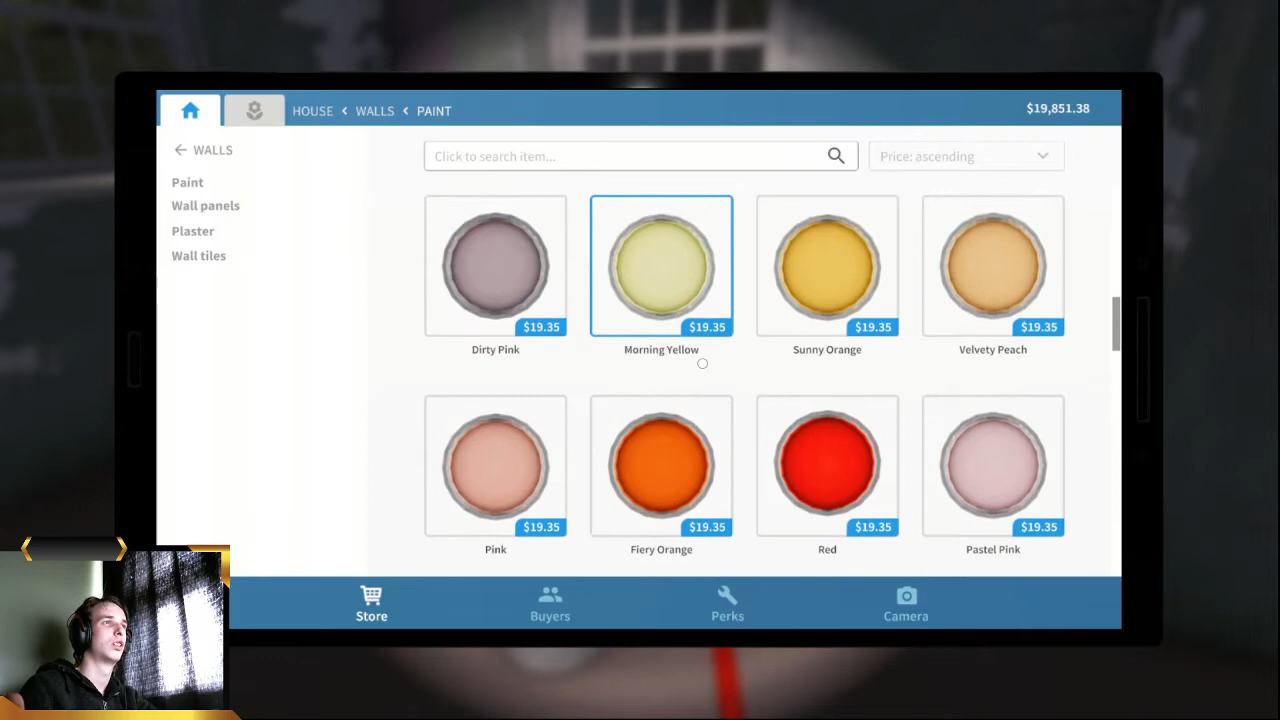 HOUSE < WALLS < PAINT
$19,851.38
WALLS
Click to search item...
Price: ascending
Paint
Wall panels
Plaster
Wall tiles
$19.35 $19.35 $19.35 $19.35
Dirty Pink Morning Yellow Sunny Orange Velvety Peach
$19.35 $19.35 $19.35 $19.35
Pink Fiery Orange Red Pastel Pink
Store Buyers Perks Camera